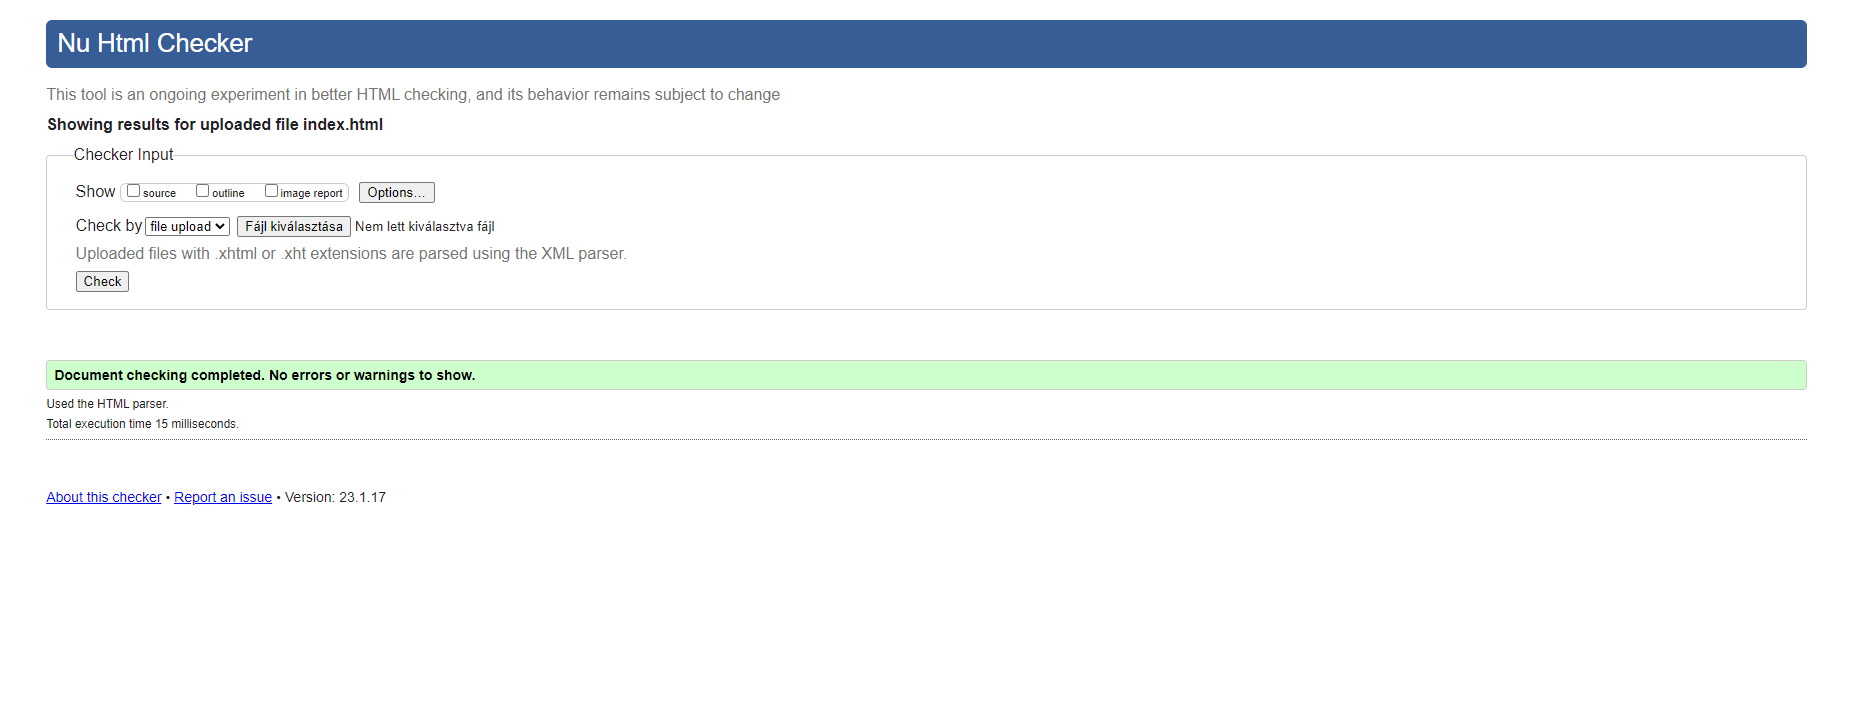 Nu Html Checker
This tool is an ongoing experiment in better HTML checking, and its behavior remains subject to change
Showing results for uploaded file index.html
Checker Input
Show source outline image report Options...
Check by file upload Fájl kiválasztása Nem lett kiválasztva fájl
Uploaded files with .xhtml or .xht extensions are parsed using the XML parser.
Check
Document checking completed. No errors or warnings to show.
Used the HTML parser.
Total execution time 15 milliseconds.
About this checker • Report an issue • Version: 23.1.17